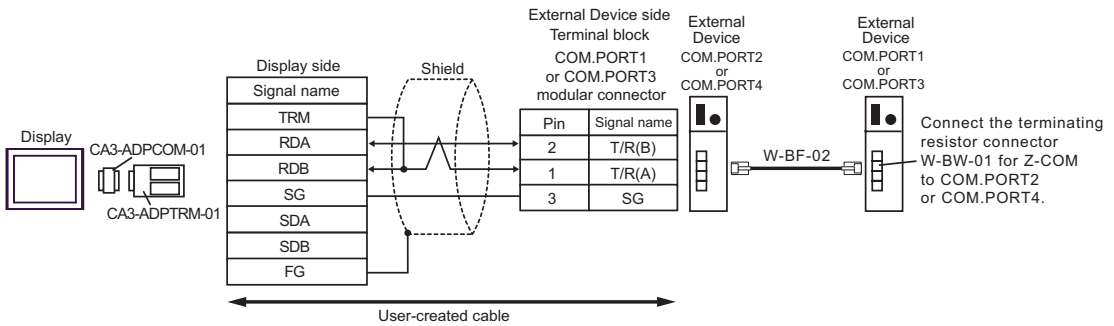 Display
CA3-ADPCOM-01
CA3-ADPTRM-01
Display side
Signal name
TRM
RDA
RDB
SG
SDA
SDB
FG
Shield
User-created cable
External Device side
Terminal block
COM.PORT1
or COM.PORT3
modular connector
Pin Signal name
2 T/R(B)
1 T/R(A)
3 SG
External
Device
COM.PORT2
or
COM.PORT4
W-BF-02
External
Device
COM.PORT1
or
COM.PORT3
Connect the terminating
resistor connector
W-BW-01 for Z-COM
to COM.PORT2
or COM.PORT4.